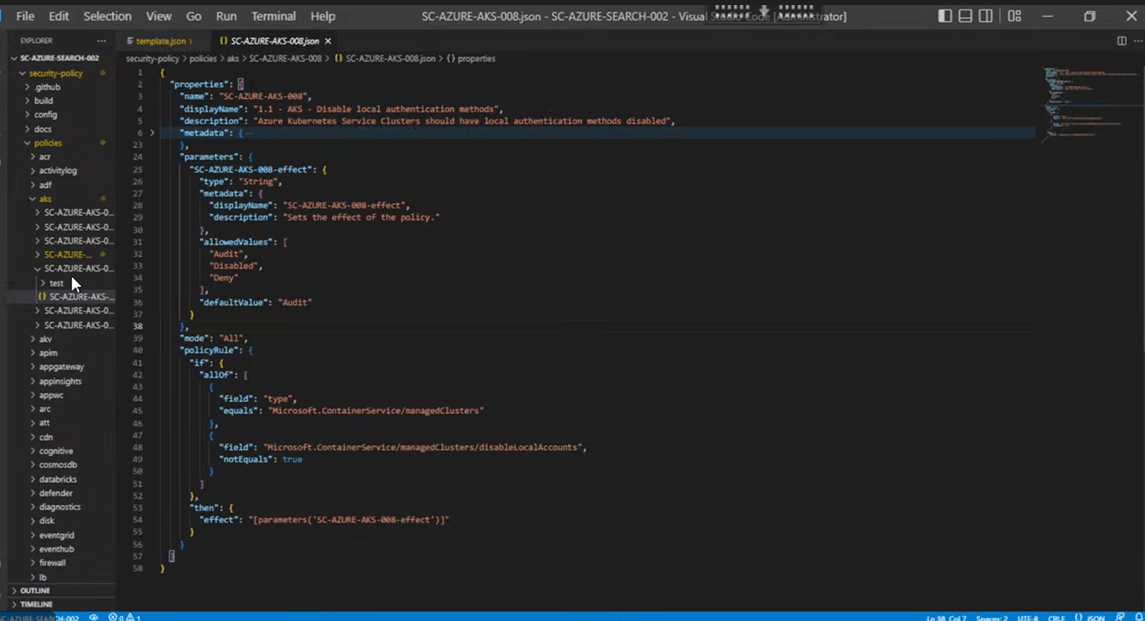 File Edit Selection View Go Run Terminal Help
SC-AZURE-AKS-008.json - SC-AZURE-SEARCH-002 - Visual Studio Code [Administrator]
EXPLORER ...
template.json 1
{} SC-AZURE-AKS-008.json ×
SC-AZURE-SEARCH-002
security-policy > policies > aks > SC-AZURE-AKS-008 > {} SC-AZURE-AKS-008.json > {} properties
security-policy
.github
build
config
docs
policies
acr
activitylog
adf
aks
SC-AZURE-AKS-0...
SC-AZURE-AKS-0...
SC-AZURE-AKS-0...
SC-AZURE-...
SC-AZURE-AKS-0...
test
{} SC-AZURE-AKS-...
SC-AZURE-AKS-0...
SC-AZURE-AKS-0...
akv
apim
appgateway
appinsights
appwc
arc
att
cdn
cognitive
cosmosdb
databricks
defender
diagnostics
disk
eventgrid
eventhub
firewall
lb
OUTLINE
TIMELINE
1 {
2 "properties": {
3 "name": "SC-AZURE-AKS-008",
4 "displayName": "1.1 - AKS - Disable local authentication methods",
5 "description": "Azure Kubernetes Service Clusters should have local authentication methods disabled",
6 "metadata": { ...
23 },
24 "parameters": {
25 "SC-AZURE-AKS-008-effect": {
26 "type": "String",
27 "metadata": {
28 "displayName": "SC-AZURE-AKS-008-effect",
29 "description": "Sets the effect of the policy."
30 },
31 "allowedValues": [
32 "Audit",
33 "Disabled",
34 "Deny"
35 ],
36 "defaultValue": "Audit"
37 }
38 },
39 "mode": "All",
40 "policyRule": {
41 "if": {
42 "allOf": [
43 {
44 "field": "type",
45 "equals": "Microsoft.ContainerService/managedClusters"
46 },
47 {
48 "field": "Microsoft.ContainerService/managedClusters/disableLocalAccounts",
49 "notEquals": true
50 }
51 ]
52 },
53 "then": {
54 "effect": "[parameters('SC-AZURE-AKS-008-effect')]"
55 }
56 }
57 }
58 }
SC-AZURE-SEARCH-002 0 1
Ln 38, Col 7 Spaces: 2 UTF-8 CRLF {} JSON